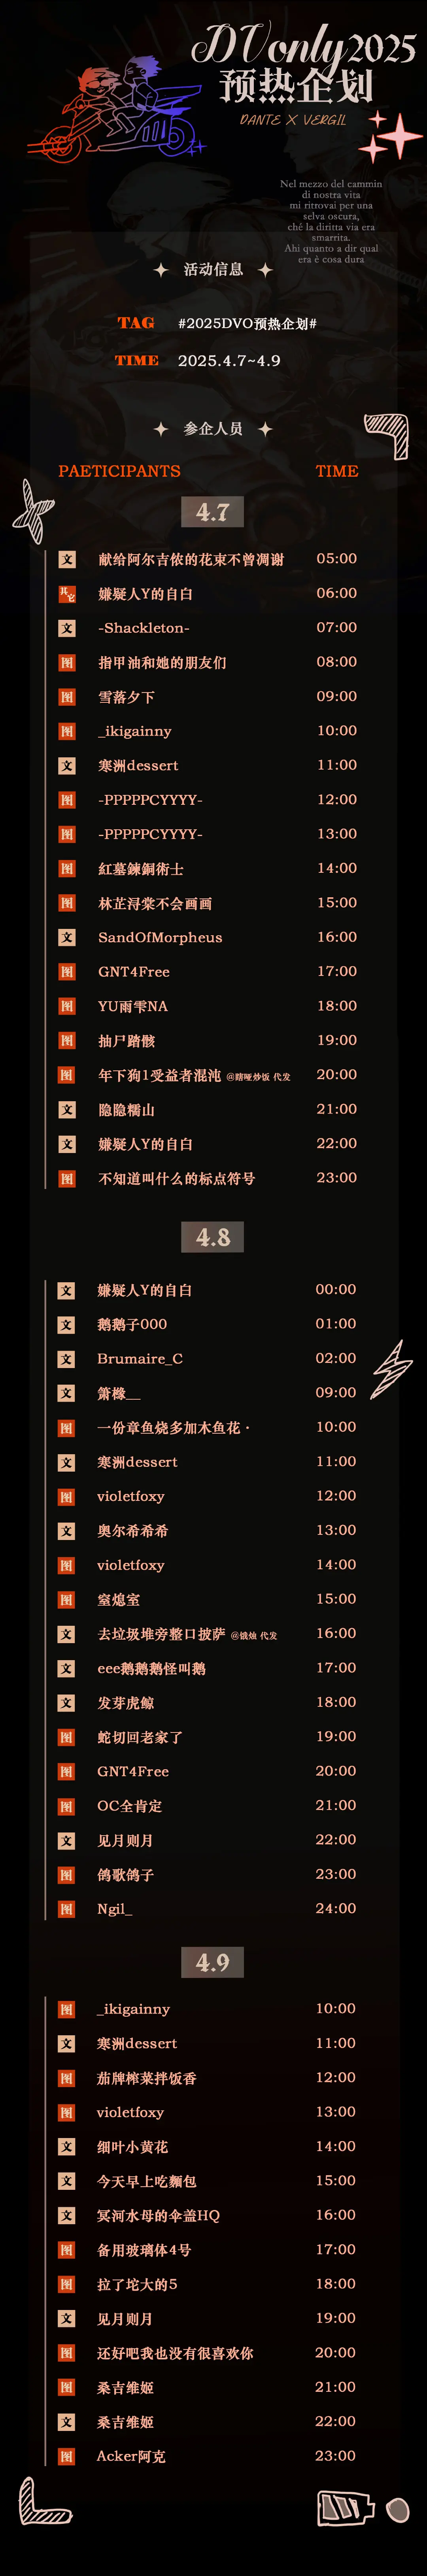 DVonly2025
预热企划
DANTE X VERGIL
Nel mezzo del cammin
di nostra vita
mi ritrovai per una
selva oscura,
ché la diritta via era
smarrita.
Ahi quanto a dir qual
era è cosa dura
活动信息
TAG #2025DVO预热企划#
TIME 2025.4.7~4.9
参企人员
PAETICIPANTS TIME
4.7
文 献给阿尔吉侬的花束不曾凋谢 05:00
其它 嫌疑人Y的自白 06:00
文 -Shackleton- 07:00
图 指甲油和她的朋友们 08:00
图 雪落夕下 09:00
图 _ikigainny 10:00
文 寒洲dessert 11:00
图 -PPPPPCYYYY- 12:00
图 -PPPPPCYYYY- 13:00
图 紅墓鍊銅術士 14:00
图 林芷浔棠不会画画 15:00
文 SandOfMorpheus 16:00
图 GNT4Free 17:00
图 YU雨雫NA 18:00
图 抽尸踏骸 19:00
图 年下狗1受益者混沌 @瞎哑炒饭 代发 20:00
文 隐隐糯山 21:00
文 嫌疑人Y的自白 22:00
图 不知道叫什么的标点符号 23:00
4.8
文 嫌疑人Y的自白 00:00
文 鹅鹅子000 01:00
文 Brumaire_C 02:00
文 箫橼__ 09:00
图 一份章鱼烧多加木鱼花· 10:00
文 寒洲dessert 11:00
图 violetfoxy 12:00
文 奥尔希希希 13:00
图 violetfoxy 14:00
图 窒熄室 15:00
文 去垃圾堆旁整口披萨 @饿烛 代发 16:00
文 eee鹅鹅鹅怪叫鹅 17:00
文 发芽虎鲸 18:00
图 蛇切回老家了 19:00
图 GNT4Free 20:00
图 OC全肯定 21:00
文 见月则月 22:00
图 鸽歌鸽子 23:00
图 Ngil_ 24:00
4.9
图 _ikigainny 10:00
文 寒洲dessert 11:00
图 茄牌榨菜拌饭香 12:00
图 violetfoxy 13:00
文 细叶小黄花 14:00
文 今天早上吃麵包 15:00
文 冥河水母的伞盖HQ 16:00
图 备用玻璃体4号 17:00
图 拉了坨大的5 18:00
文 见月则月 19:00
图 还好吧我也没有很喜欢你 20:00
图 桑吉维姬 21:00
文 桑吉维姬 22:00
图 Acker阿克 23:00